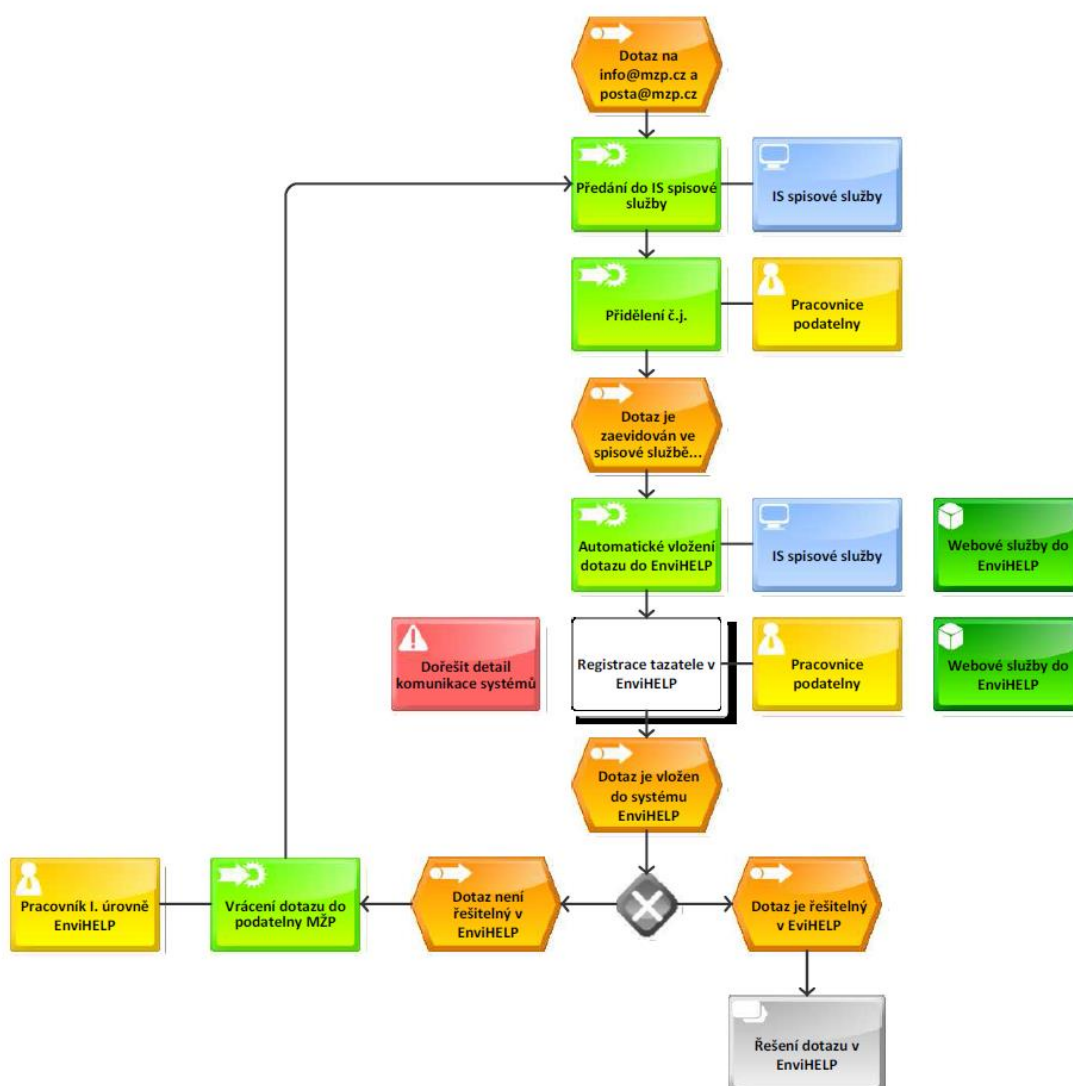 Dotaz na
info@mzp.cz a
posta@mzp.cz
Předání do IS spisové
služby
IS spisové služby
Přidělení č.j.
Pracovnice
podatelny
Dotaz je
zaevidován ve
spisové službě...
Automatické vložení
dotazu do EnviHELP
IS spisové služby
Webové služby do
EnviHELP
Dořešit detail
komunikace systémů
Registrace tazatele v
EnviHELP
Pracovnice
podatelny
Webové služby do
EnviHELP
Dotaz je vložen
do systému
EnviHELP
Pracovník I. úrovně
EnviHELP
Vrácení dotazu do
podatelny MŽP
Dotaz není
řešitelný v
EnviHELP
Dotaz je řešitelný
v EviHELP
Řešení dotazu v
EnviHELP